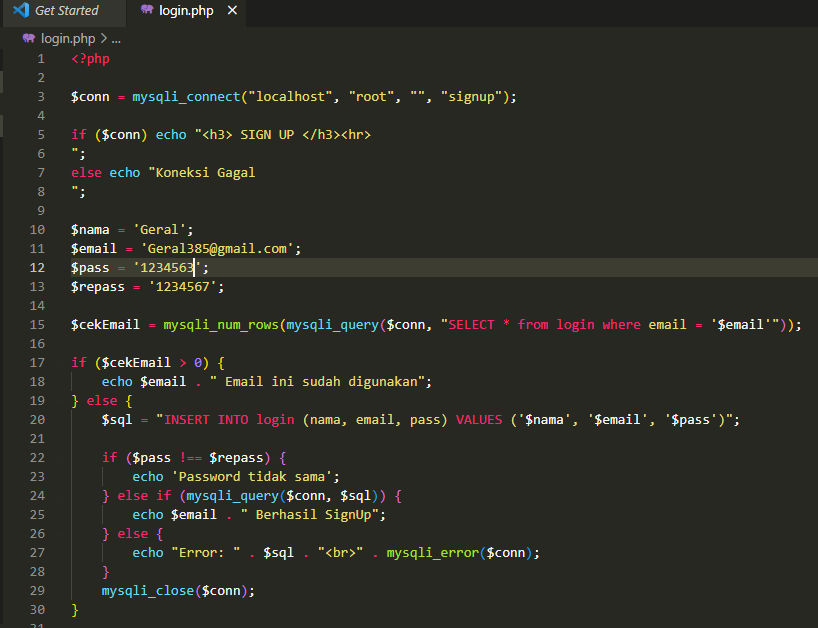 Get Started login.php ×
login.php > ...
1 <?php
2
3 $conn = mysqli_connect("localhost", "root", "", "signup");
4
5 if ($conn) echo "<h3> SIGN UP </h3><hr>
6 ";
7 else echo "Koneksi Gagal
8 ";
9
10 $nama = 'Geral';
11 $email = 'Geral385@gmail.com';
12 $pass = '1234563';
13 $repass = '1234567';
14
15 $cekEmail = mysqli_num_rows(mysqli_query($conn, "SELECT * from login where email = '$email'"));
16
17 if ($cekEmail > 0) {
18 echo $email . " Email ini sudah digunakan";
19 } else {
20 $sql = "INSERT INTO login (nama, email, pass) VALUES ('$nama', '$email', '$pass')";
21
22 if ($pass !== $repass) {
23 echo 'Password tidak sama';
24 } else if (mysqli_query($conn, $sql)) {
25 echo $email . " Berhasil SignUp";
26 } else {
27 echo "Error: " . $sql . "<br>" . mysqli_error($conn);
28 }
29 mysqli_close($conn);
30 }
31